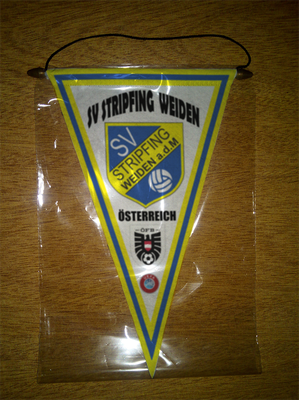 SV STRIPFING WEIDEN
SV
STRIPFING
WEIDEN a.d.M
ÖSTERREICH
ÖFB